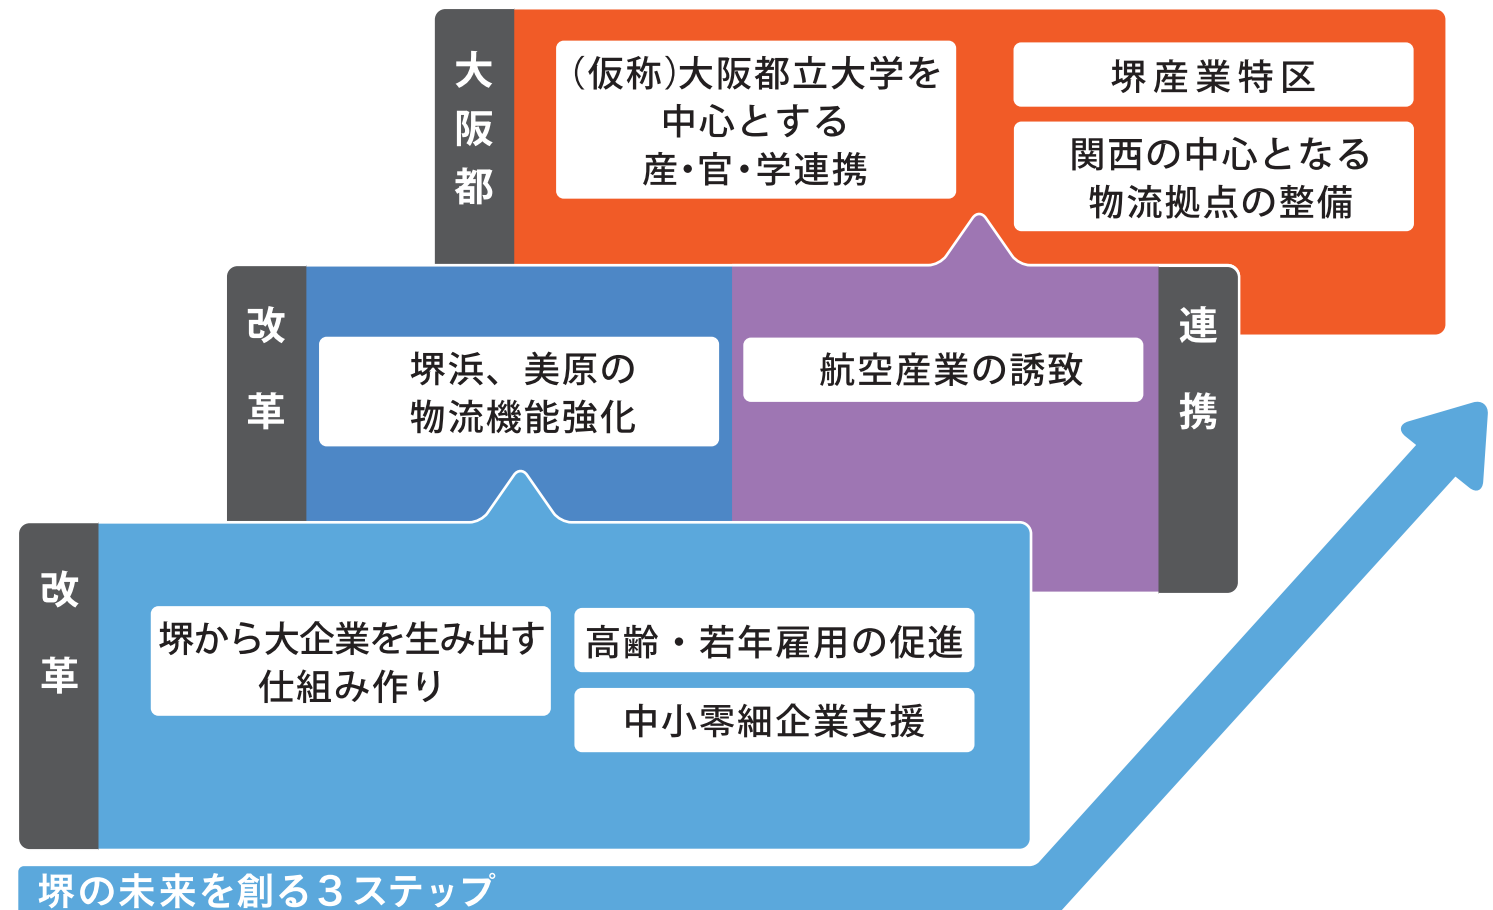 大阪都
（仮称）大阪都立大学を
中心とする
産・官・学連携
堺産業特区
関西の中心となる
物流拠点の整備
改革
堺浜、美原の
物流機能強化
航空産業の誘致
連携
改革
堺から大企業を生み出す
仕組み作り
高齢・若年雇用の促進
中小零細企業支援
堺の未来を創る３ステップ